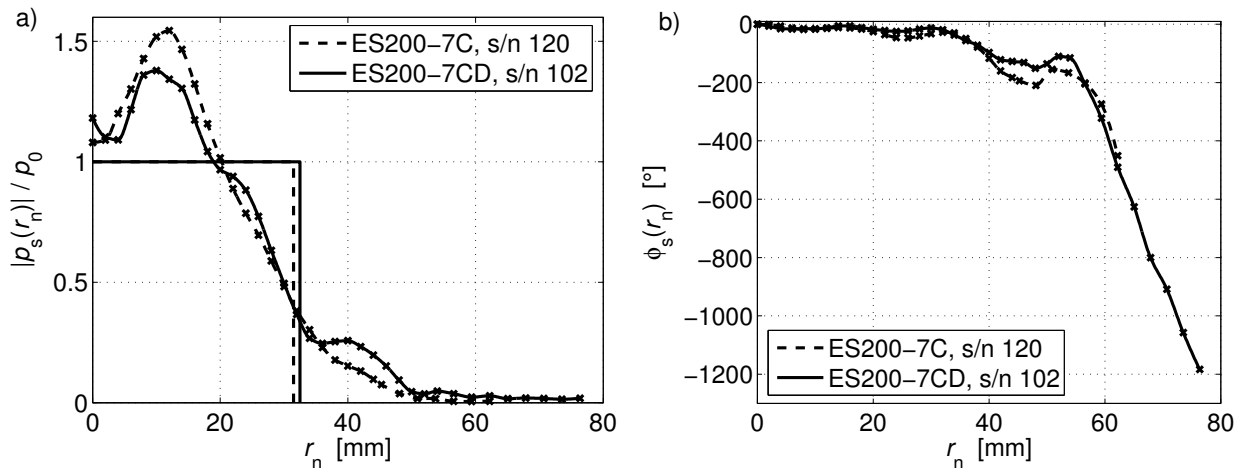 a)
|p_s(r_n)| / p_0
1.5
1
0.5
0
0 20 40 60 80
r_n [mm]
ES200-7C, s/n 120
ES200-7CD, s/n 102
b)
ϕ_s(r_n) [°]
0
−200
−400
−600
−800
−1000
−1200
0 20 40 60 80
r_n [mm]
ES200-7C, s/n 120
ES200-7CD, s/n 102